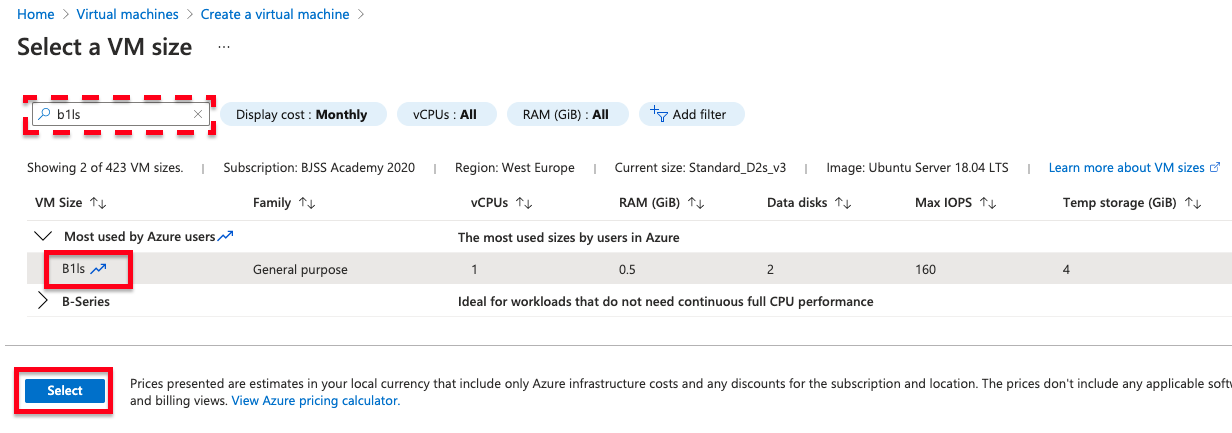 Home > Virtual machines > Create a virtual machine >
Select a VM size ...
b1ls × Display cost : Monthly vCPUs : All RAM (GiB) : All Add filter
Showing 2 of 423 VM sizes. | Subscription: BJSS Academy 2020 | Region: West Europe | Current size: Standard_D2s_v3 | Image: Ubuntu Server 18.04 LTS | Learn more about VM sizes
VM Size ↑↓ Family ↑↓ vCPUs ↑↓ RAM (GiB) ↑↓ Data disks ↑↓ Max IOPS ↑↓ Temp storage (GiB) ↑↓
Most used by Azure users The most used sizes by users in Azure
B1ls General purpose 1 0.5 2 160 4
B-Series Ideal for workloads that do not need continuous full CPU performance
Select Prices presented are estimates in your local currency that include only Azure infrastructure costs and any discounts for the subscription and location. The prices don't include any applicable softw
and billing views. View Azure pricing calculator.